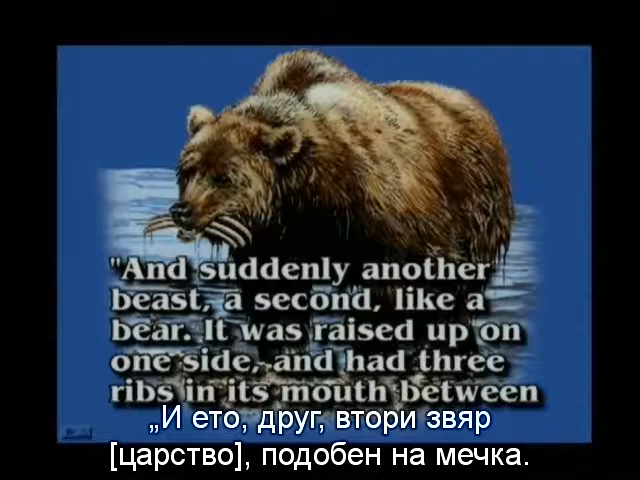 "And suddenly another
beast, a second, like a
bear. It was raised up on
one side, and had three
ribs in its mouth between
„И ето, друг, втори звяр
[царство], подобен на мечка.